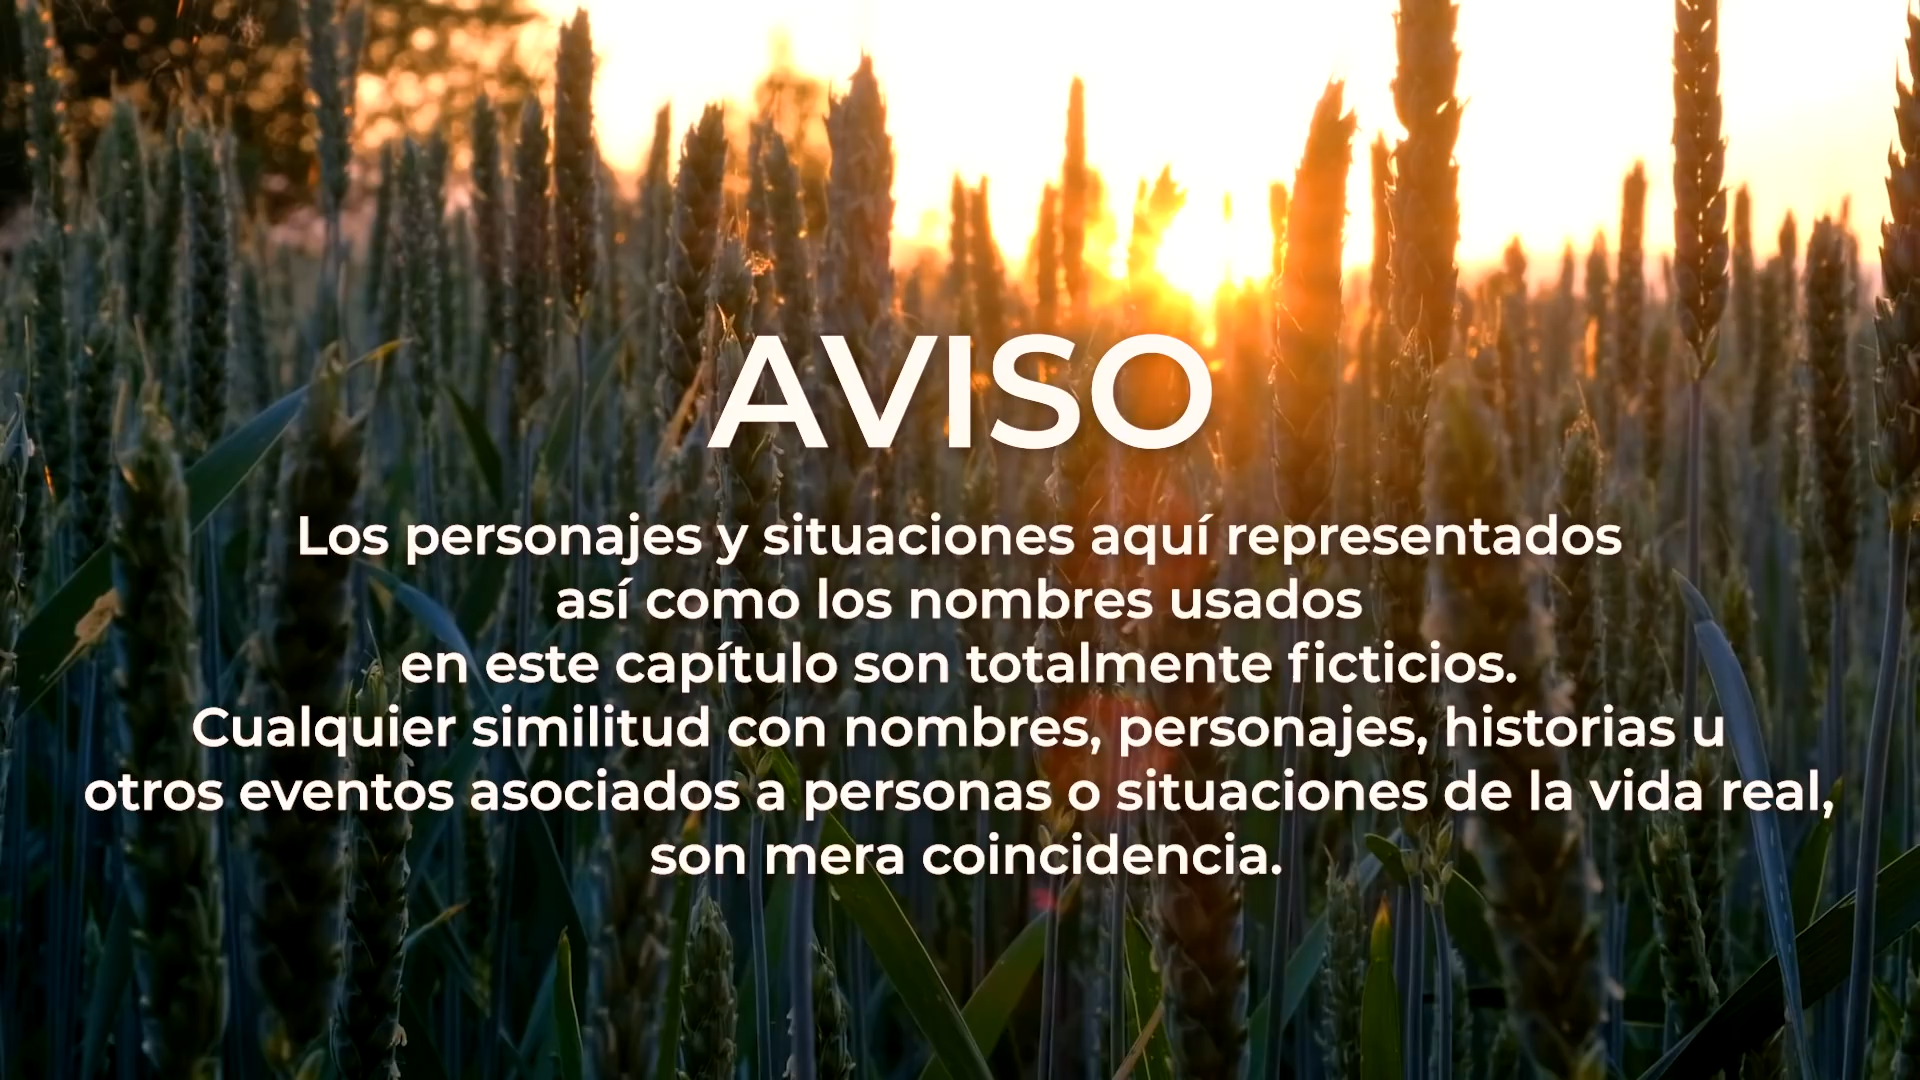 AVISO
Los personajes y situaciones aquí representados
así como los nombres usados
en este capítulo son totalmente ficticios.
Cualquier similitud con nombres, personajes, historias u
otros eventos asociados a personas o situaciones de la vida real,
son mera coincidencia.